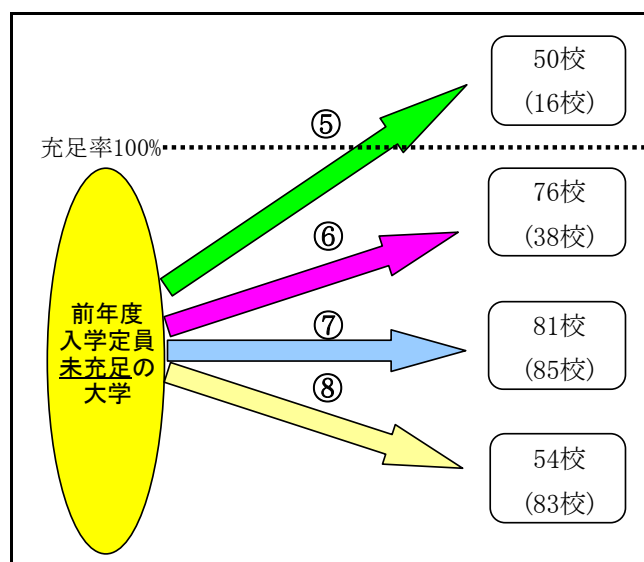 50校
(16校)
⑤
充足率100%
76校
(38校)
⑥
前年度
入学定員
未充足の
大学
⑦
81校
(85校)
⑧
54校
(83校)